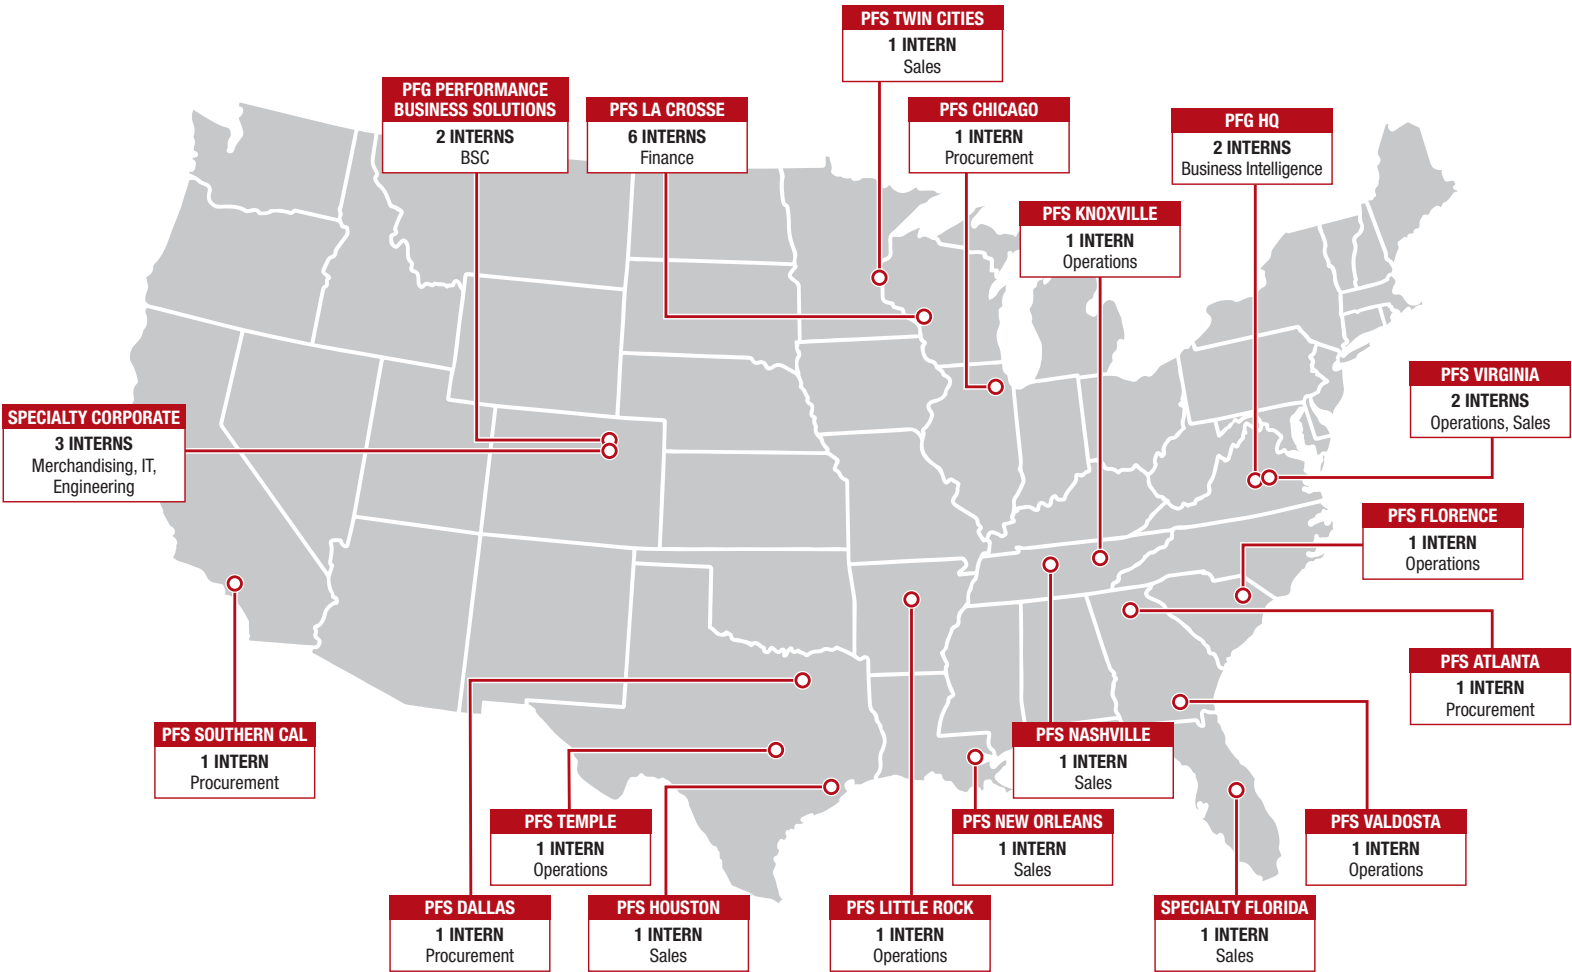 PFS TWIN CITIES
1 INTERN
Sales
PFG PERFORMANCE
BUSINESS SOLUTIONS
2 INTERNS
BSC
PFS LA CROSSE
6 INTERNS
Finance
PFS CHICAGO
1 INTERN
Procurement
PFG HQ
2 INTERNS
Business Intelligence
PFS KNOXVILLE
1 INTERN
Operations
PFS VIRGINIA
2 INTERNS
Operations, Sales
SPECIALTY CORPORATE
3 INTERNS
Merchandising, IT,
Engineering
PFS FLORENCE
1 INTERN
Operations
PFS ATLANTA
1 INTERN
Procurement
PFS SOUTHERN CAL
1 INTERN
Procurement
PFS NASHVILLE
1 INTERN
Sales
PFS TEMPLE
1 INTERN
Operations
PFS NEW ORLEANS
1 INTERN
Sales
PFS VALDOSTA
1 INTERN
Operations
PFS DALLAS
1 INTERN
Procurement
PFS HOUSTON
1 INTERN
Sales
PFS LITTLE ROCK
1 INTERN
Operations
SPECIALTY FLORIDA
1 INTERN
Sales